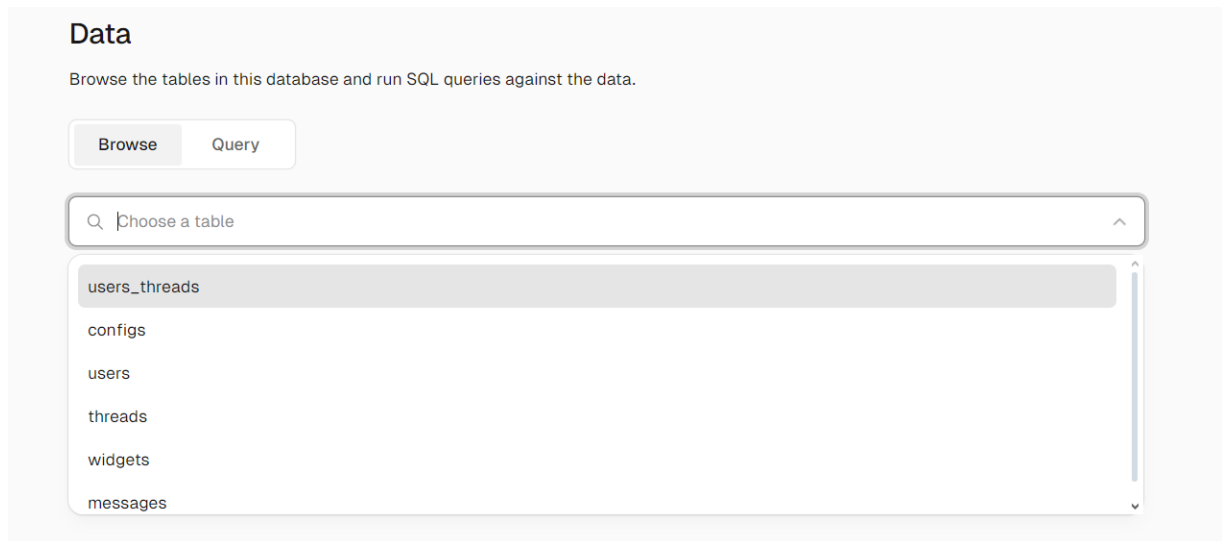 Data
Browse the tables in this database and run SQL queries against the data.
Browse Query
Choose a table
users_threads
configs
users
threads
widgets
messages